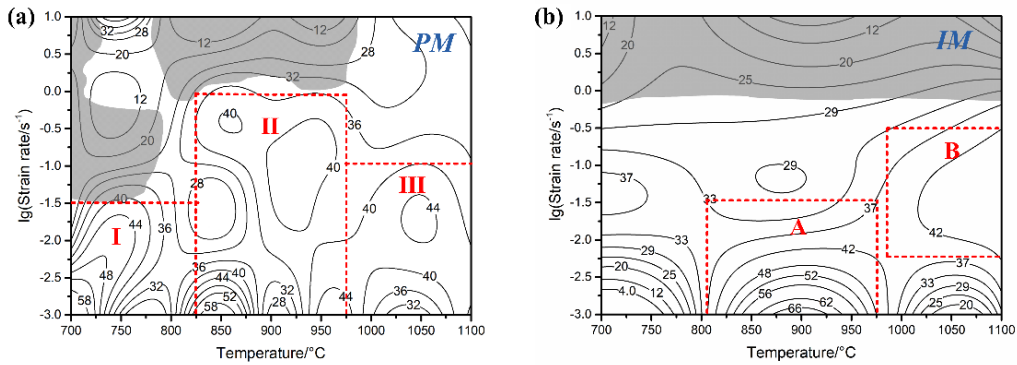 (a)
PM
1.0
0.5
0.0
-0.5
-1.0
-1.5
-2.0
-2.5
-3.0
lg(Strain rate/s⁻¹)
32 28 20 12 28
12 32
12 40 II 36
20 40
28 III
40 44 I 36 40 44
48 36 40 32 40
58 32 44 52 58 32 28 44 36 32
700 750 800 825 900 950 1000 1050 1100
Temperature/°C
(b)
IM
1.0
0.5
0.0
-0.5
-1.0
-1.5
-2.0
-2.5
-3.0
lg(Strain rate/s⁻¹)
12 20 12 20
25
29
B
37 29
33 37
A
33 42 42
29 48 37
20 25 52 33 29
4.0 12 56 62 25 20
66
700 750 800 850 900 950 1000 1050 1100
Temperature/°C